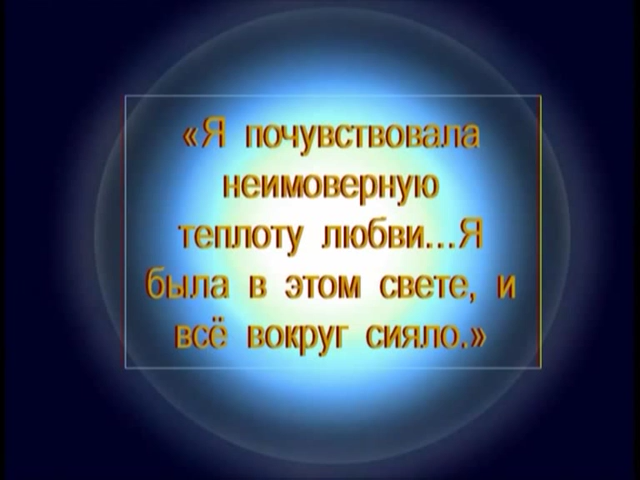 «Я почувствовала
неимоверную
теплоту любви...Я
была в этом свете, и
всё вокруг сияло.»